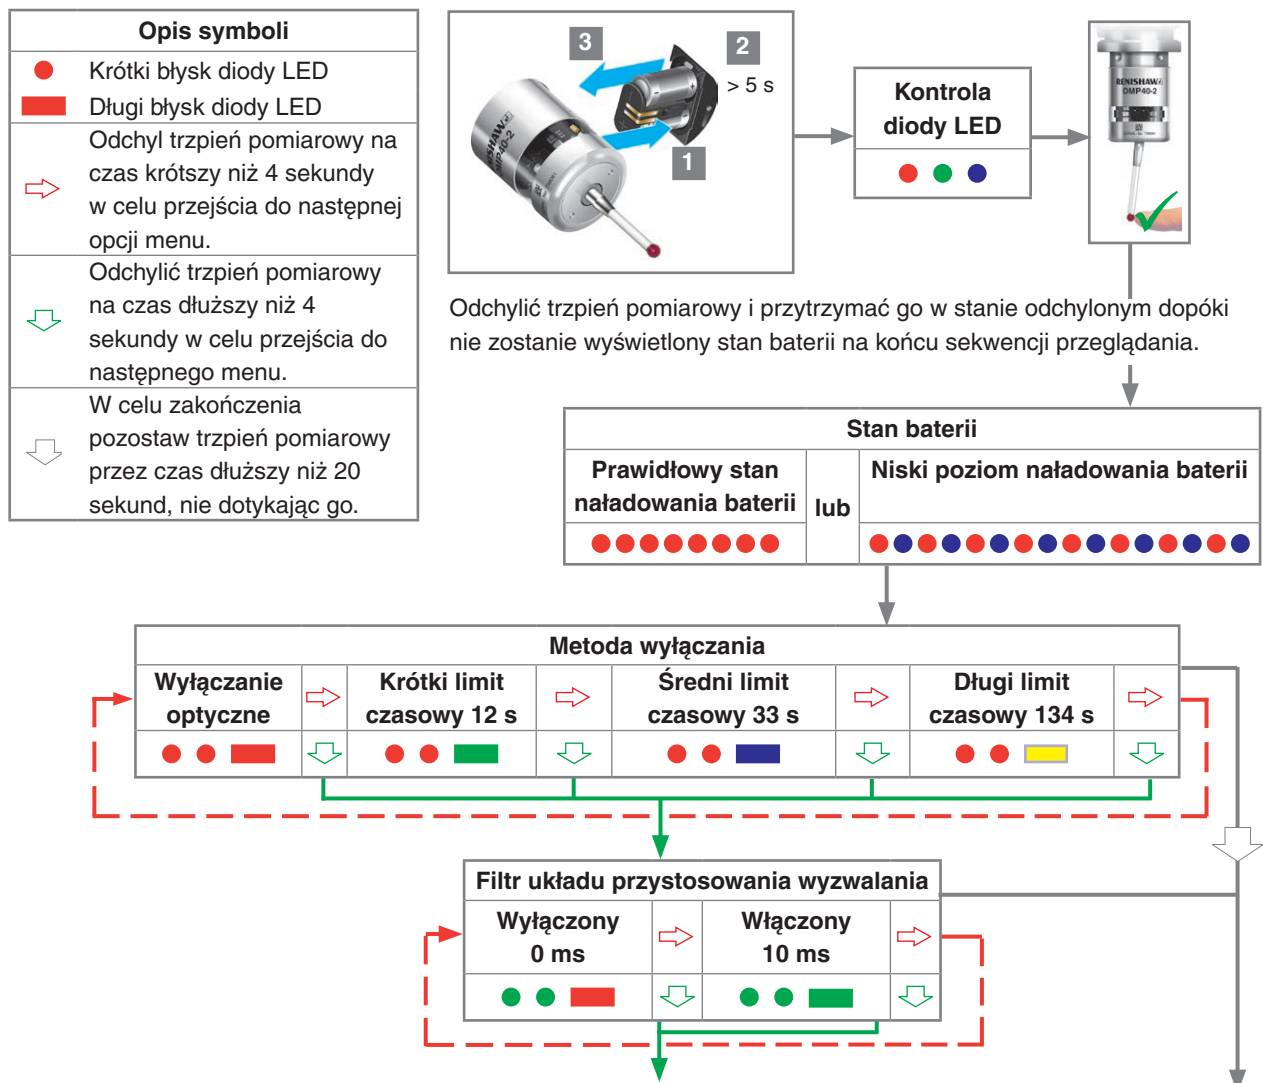 Opis symboli
Krótki błysk diody LED
Długi błysk diody LED
Odchyl trzpień pomiarowy na
czas krótszy niż 4 sekundy
w celu przejścia do następnej
opcji menu.
Odchylić trzpień pomiarowy
na czas dłuższy niż 4
sekundy w celu przejścia do
następnego menu.
W celu zakończenia
pozostaw trzpień pomiarowy
przez czas dłuższy niż 20
sekund, nie dotykając go.
3
2
> 5 s
1
RENISHAW
OMP40-2
Kontrola
diody LED
RENISHAW
OMP40-2
Odchylić trzpień pomiarowy i przytrzymać go w stanie odchylonym dopóki
nie zostanie wyświetlony stan baterii na końcu sekwencji przeglądania.
Stan baterii
Prawidłowy stan
naładowania baterii
lub
Niski poziom naładowania baterii
Metoda wyłączania
Wyłączanie
optyczne
Krótki limit
czasowy 12 s
Średni limit
czasowy 33 s
Długi limit
czasowy 134 s
Filtr układu przystosowania wyzwalania
Wyłączony
0 ms
Włączony
10 ms